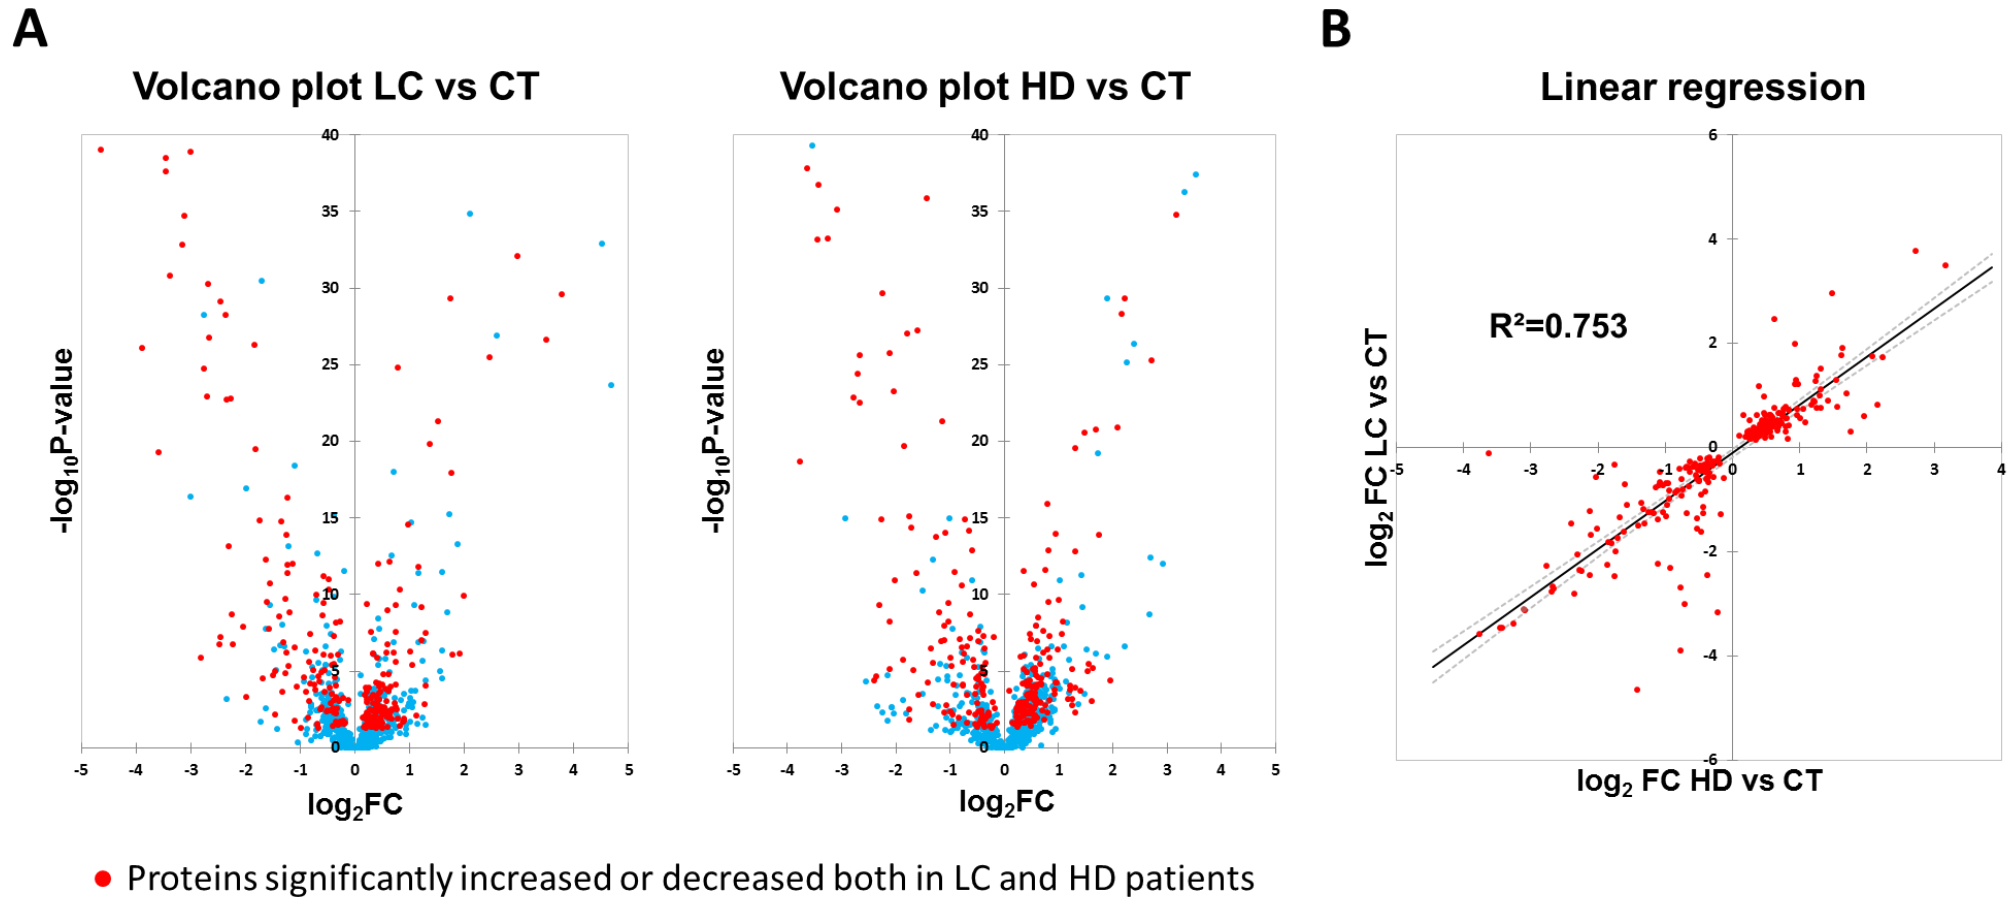 A
B
Volcano plot LC vs CT
Volcano plot HD vs CT
Linear regression
40
35
30
25
20
15
10
5
0
-5 -4 -3 -2 -1 0 1 2 3 4 5
-log10P-value
log2FC
40
35
30
25
20
15
10
5
0
-5 -4 -3 -2 -1 0 1 2 3 4 5
-log10P-value
log2FC
6
4
2
0
-2
-4
-6
-5 -4 -3 -2 -1 0 1 2 3 4
R²=0.753
log2 FC LC vs CT
log2 FC HD vs CT
Proteins significantly increased or decreased both in LC and HD patients